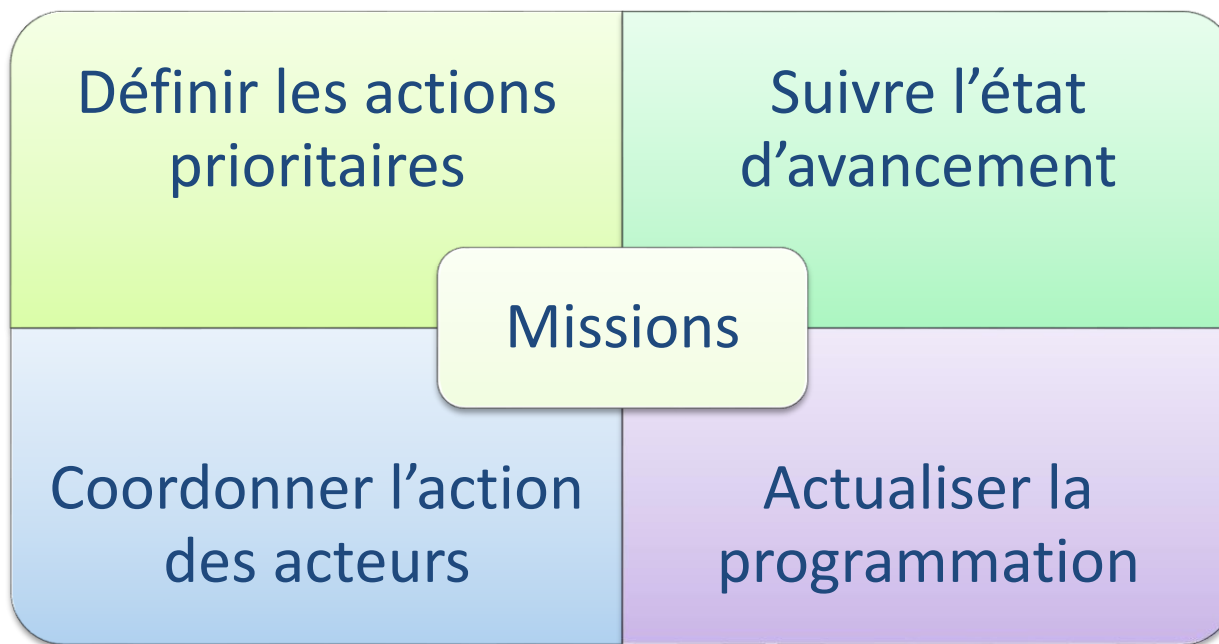 Définir les actions
prioritaires
Suivre l’état
d’avancement
Missions
Coordonner l’action
des acteurs
Actualiser la
programmation